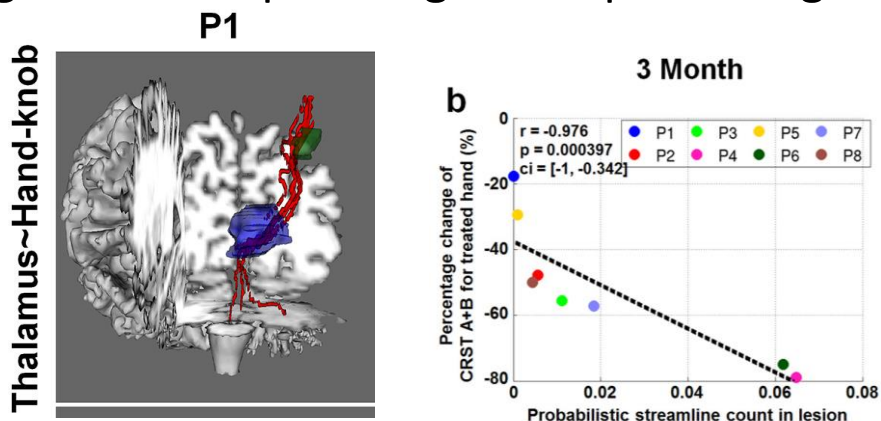 P1
Thalamus~Hand-knob
3 Month
b
r = -0.976
p = 0.000397
ci = [-1, -0.342]
P1 P3 P5 P7
P2 P4 P6 P8
Percentage change of
CRST A+B for treated hand (%)
0
-20
-40
-60
-80
0 0.02 0.04 0.06 0.08
Probabilistic streamline count in lesion